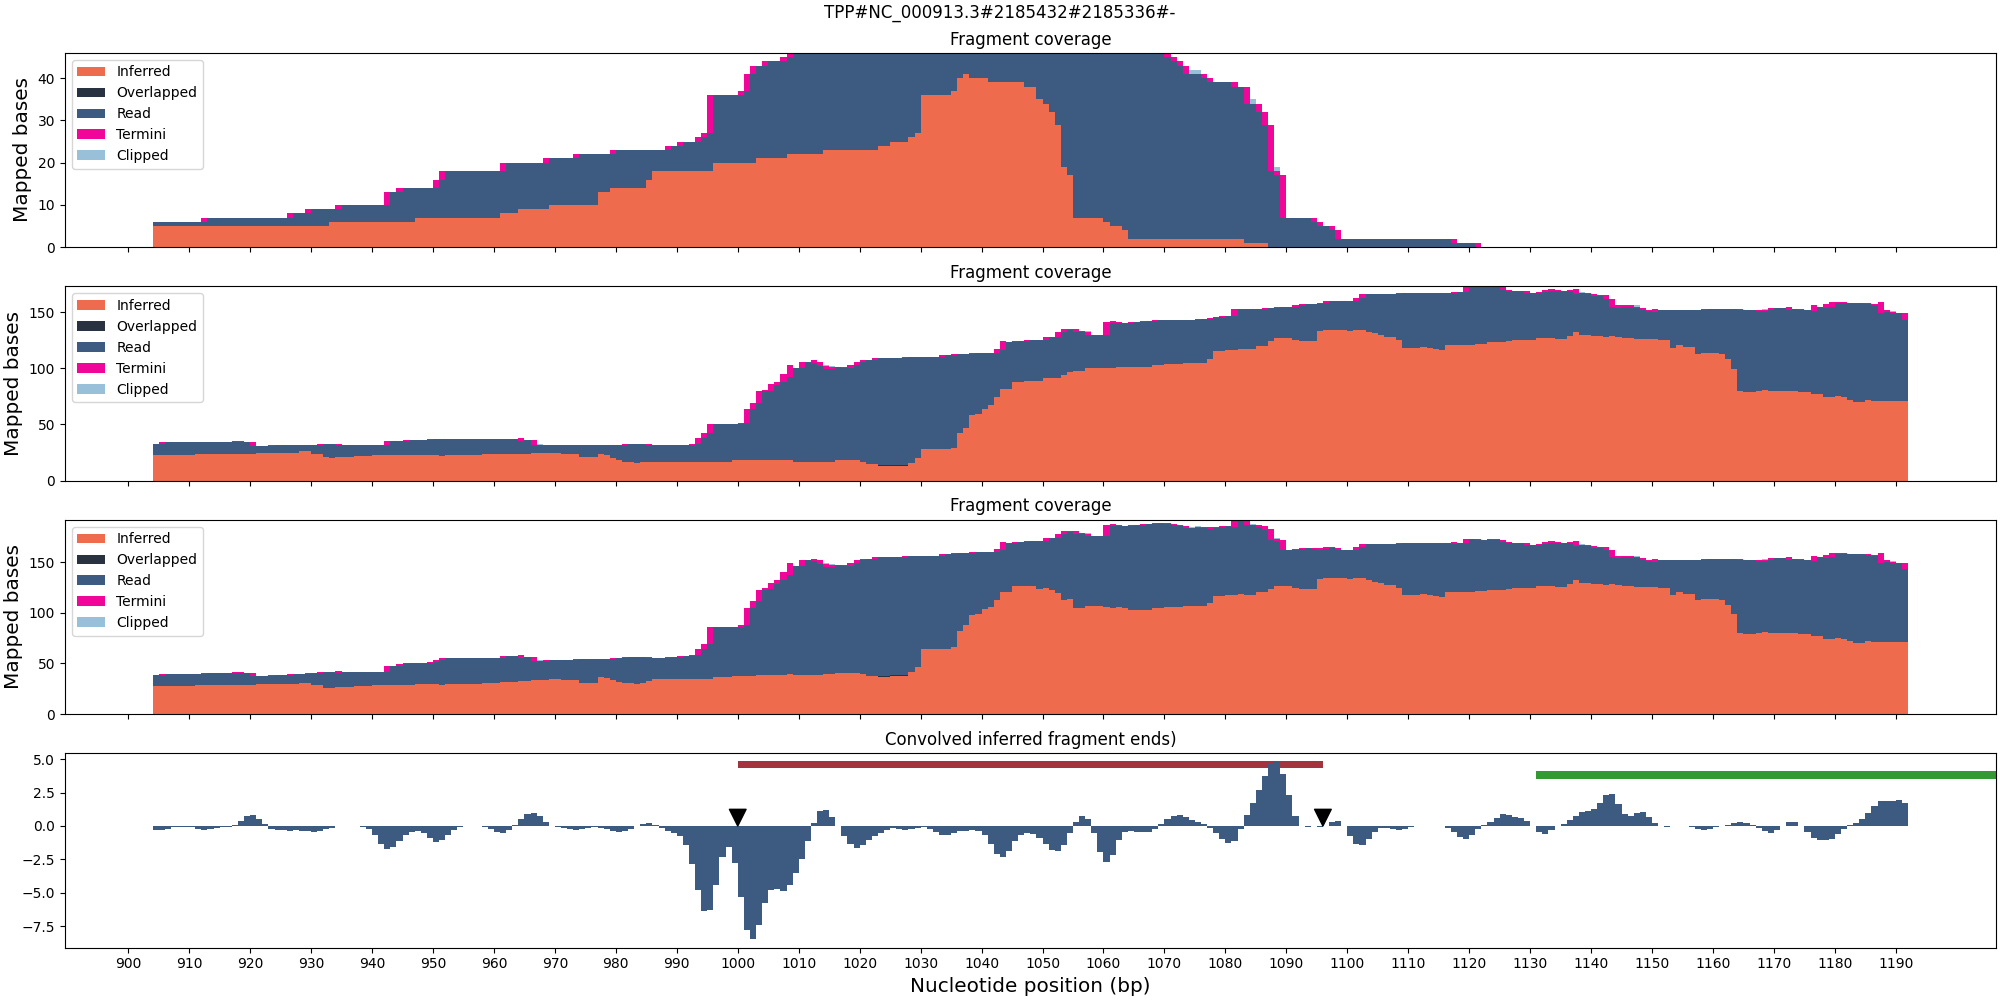 TPP#NC_000913.3#2185432#2185336#-
Fragment coverage
Mapped bases
40
30
20
10
0
Inferred
Overlapped
Read
Termini
Clipped
Fragment coverage
Mapped bases
150
100
50
0
Inferred
Overlapped
Read
Termini
Clipped
Fragment coverage
Mapped bases
150
100
50
0
Inferred
Overlapped
Read
Termini
Clipped
Convolved inferred fragment ends)
5.0
2.5
0.0
−2.5
−5.0
−7.5
900 910 920 930 940 950 960 970 980 990 1000 1010 1020 1030 1040 1050 1060 1070 1080 1090 1100 1110 1120 1130 1140 1150 1160 1170 1180 1190
Nucleotide position (bp)